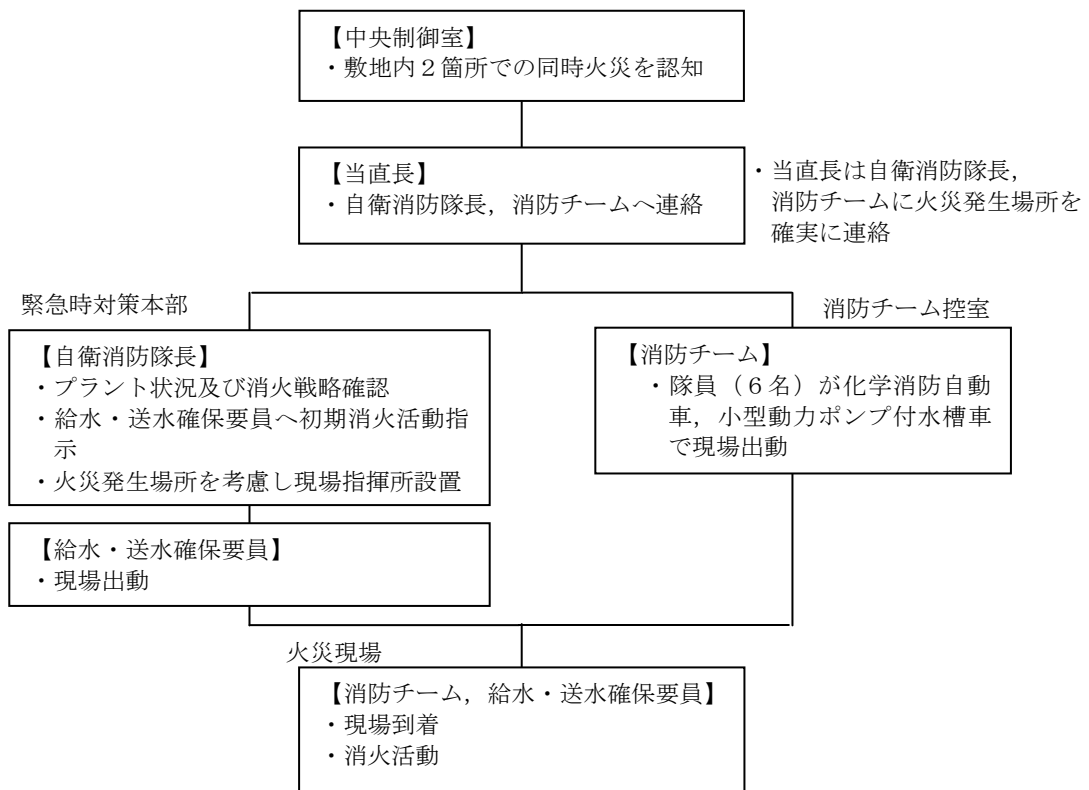 【中央制御室】
・敷地内２箇所での同時火災を認知
【当直長】
・自衛消防隊長，消防チームへ連絡
・当直長は自衛消防隊長，
消防チームに火災発生場所を
確実に連絡
緊急時対策本部
【自衛消防隊長】
・プラント状況及び消火戦略確認
・給水・送水確保要員へ初期消火活動指
示
・火災発生場所を考慮し現場指揮所設置
【給水・送水確保要員】
・現場出動
消防チーム控室
【消防チーム】
・隊員（６名）が化学消防自動
車，小型動力ポンプ付水槽車
で現場出動
火災現場
【消防チーム，給水・送水確保要員】
・現場到着
・消火活動